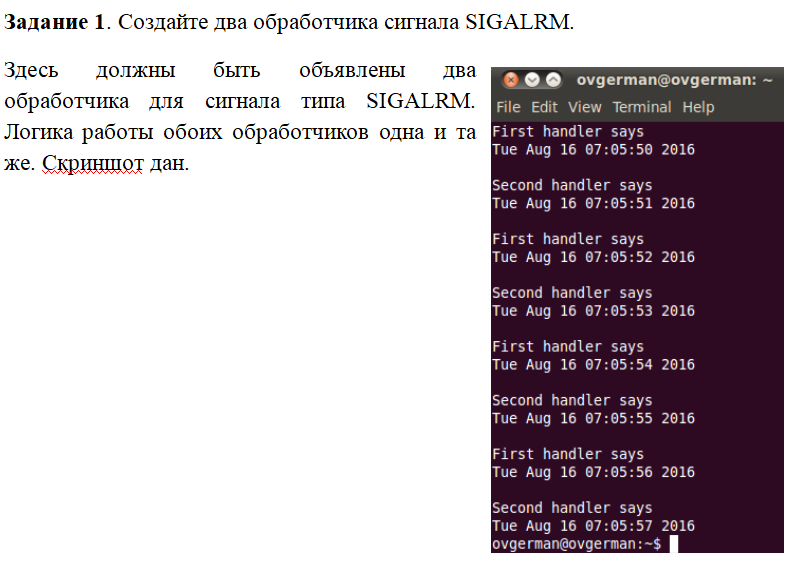 Задание 1. Создайте два обработчика сигнала SIGALRM.
Здесь должны быть объявлены два
обработчика для сигнала типа SIGALRM.
Логика работы обоих обработчиков одна и та
же. Скриншот дан.
ovgerman@ovgerman: ~
File Edit View Terminal Help
First handler says
Tue Aug 16 07:05:50 2016
Second handler says
Tue Aug 16 07:05:51 2016
First handler says
Tue Aug 16 07:05:52 2016
Second handler says
Tue Aug 16 07:05:53 2016
First handler says
Tue Aug 16 07:05:54 2016
Second handler says
Tue Aug 16 07:05:55 2016
First handler says
Tue Aug 16 07:05:56 2016
Second handler says
Tue Aug 16 07:05:57 2016
ovgerman@ovgerman:~$